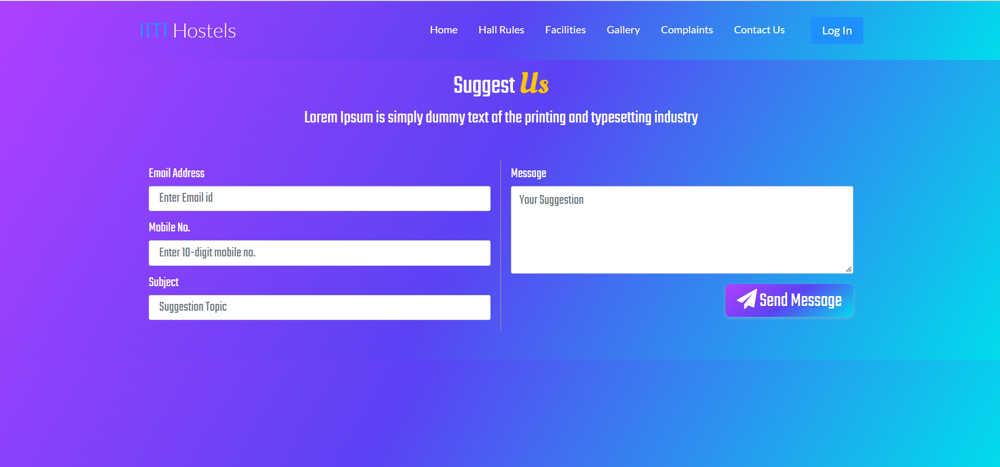 IITI Hostels
Home Hall Rules Facilities Gallery Complaints Contact Us Log In
Suggest Us
Lorem Ipsum is simply dummy text of the printing and typesetting industry
Email Address
Enter Email id
Mobile No.
Enter 10-digit mobile no.
Subject
Suggestion Topic
Message
Your Suggestion
Send Message